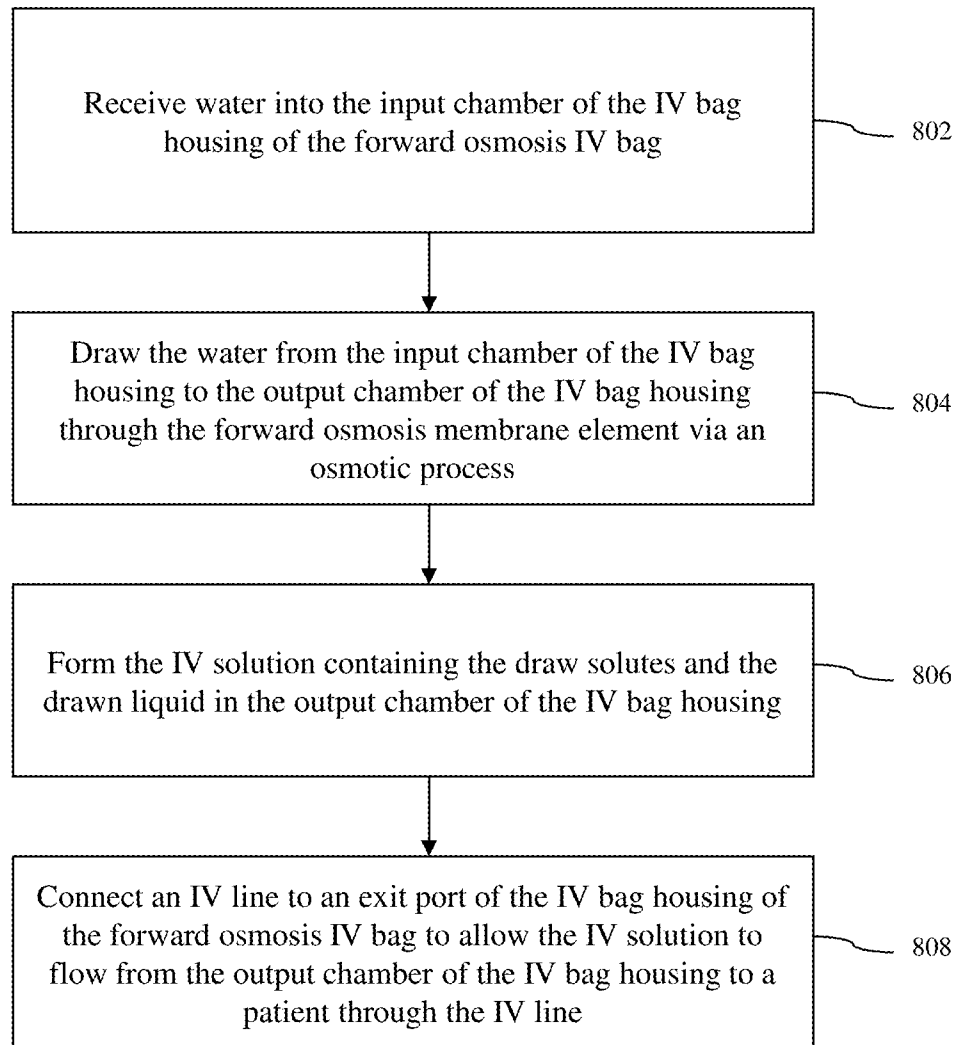 Receive water into the input chamber of the IV bag
housing of the forward osmosis IV bag
802
Draw the water from the input chamber of the IV bag
housing to the output chamber of the IV bag housing
through the forward osmosis membrane element via an
osmotic process
804
Form the IV solution containing the draw solutes and the
drawn liquid in the output chamber of the IV bag housing
806
Connect an IV line to an exit port of the IV bag housing of
the forward osmosis IV bag to allow the IV solution to
flow from the output chamber of the IV bag housing to a
patient through the IV line
808